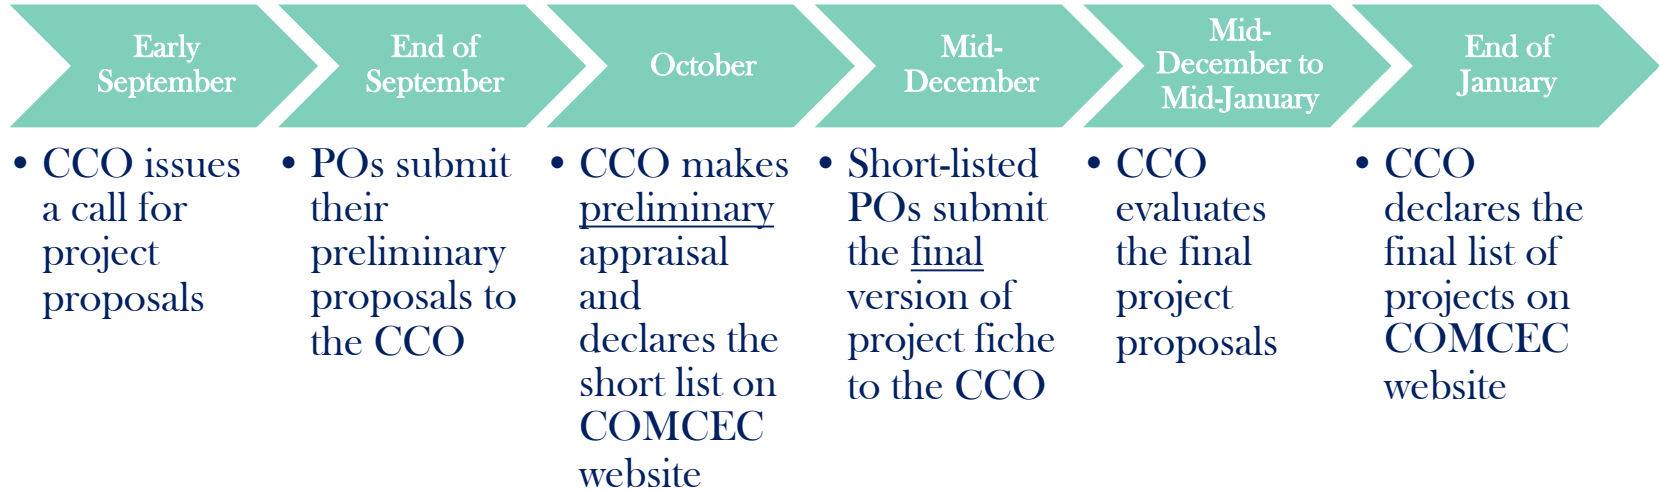 Early
September
End of
September
October
Mid-
December
Mid-
December to
Mid-January
End of
January
• CCO issues
a call for
project
proposals
• POs submit
their
preliminary
proposals to
the CCO
• CCO makes
preliminary
appraisal
and
declares the
short list on
COMCEC
website
• Short-listed
POs submit
the final
version of
project fiche
to the CCO
• CCO
evaluates
the final
project
proposals
• CCO
declares the
final list of
projects on
COMCEC
website